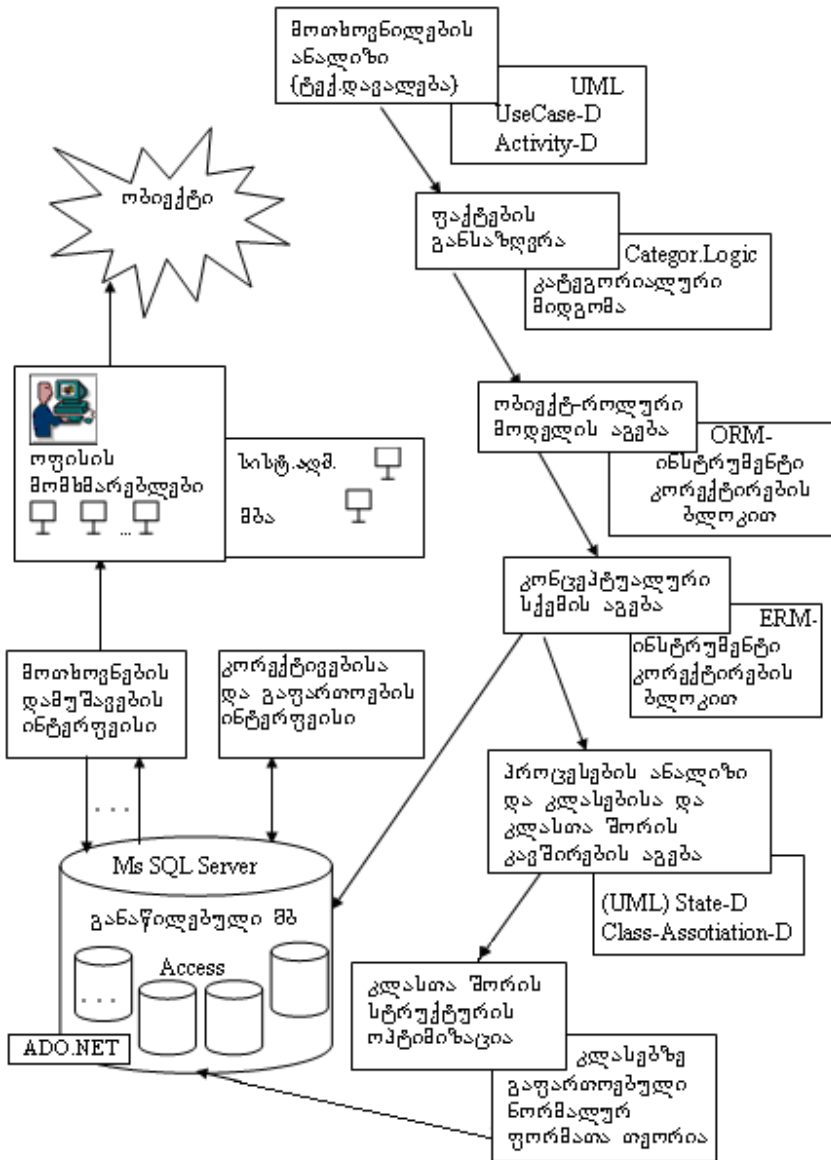 მოთხოვნილების
ანალიზი
{ტექ.დავალება}
UML
UseCase-D
Activity-D
ობიექტი
ფაქტების
განსაზღვრა
Categor.Logic
კატეგორიალური
მიდგომა
ობიექტ-როლური
მოდელის აგება
ORM-
ინსტრუმენტი
კორექტირების
ბლოკით
ოფისის
მომხმარებლები
...
სისტ.ადმ.
მბა
კონცეპტუალური
სქემის აგება
ERM-
ინსტრუმენტი
კორექტირების
ბლოკით
მოთხოვნების
დამუშავების
ინტერფეისი
კორექტივებისა
და გაფართოების
ინტერფეისი
პროცესების ანალიზი
და კლასებისა და
კლასთა შორის
კავშირების აგება
(UML) State-D
Class-Assotiation-D
. . .
Ms SQL Server
განაწილებული მბ
Access
. . .
ADO.NET
კლასთა შორის
სტრუქტურის
ოპტიმიზაცია
კლასებზე
გაფართოებული
ნორმალურ
ფორმათა თეორია